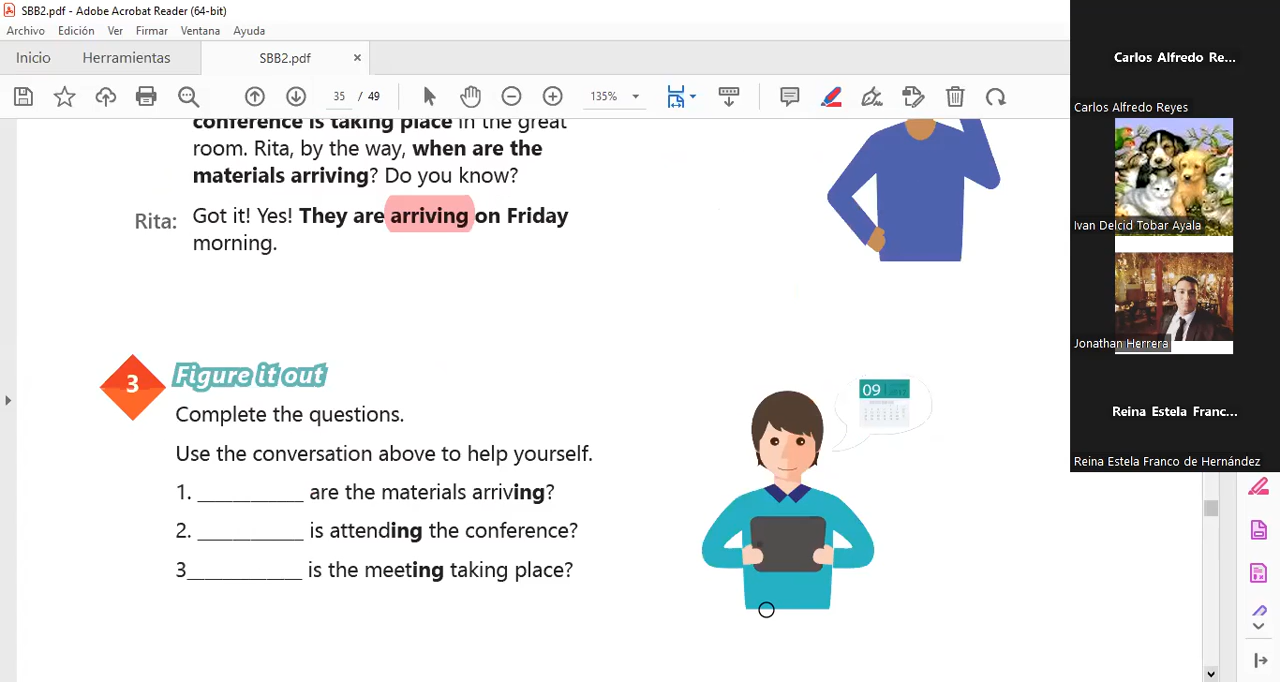 SBB2.pdf - Adobe Acrobat Reader (64-bit)
Archivo Edición Ver Firmar Ventana Ayuda
Inicio Herramientas SBB2.pdf ×
35 / 49 135%
conference is taking place in the great
room. Rita, by the way, when are the
materials arriving? Do you know?
Rita: Got it! Yes! They are arriving on Friday
morning.
3 Figure it out
Complete the questions.
Use the conversation above to help yourself.
1. __________ are the materials arriving?
2. __________ is attending the conference?
3___________ is the meeting taking place?
09
Carlos Alfredo Re...
Carlos Alfredo Reyes
Ivan Delcid Tobar Ayala
Jonathan Herrera
Reina Estela Franc...
Reina Estela Franco de Hernández